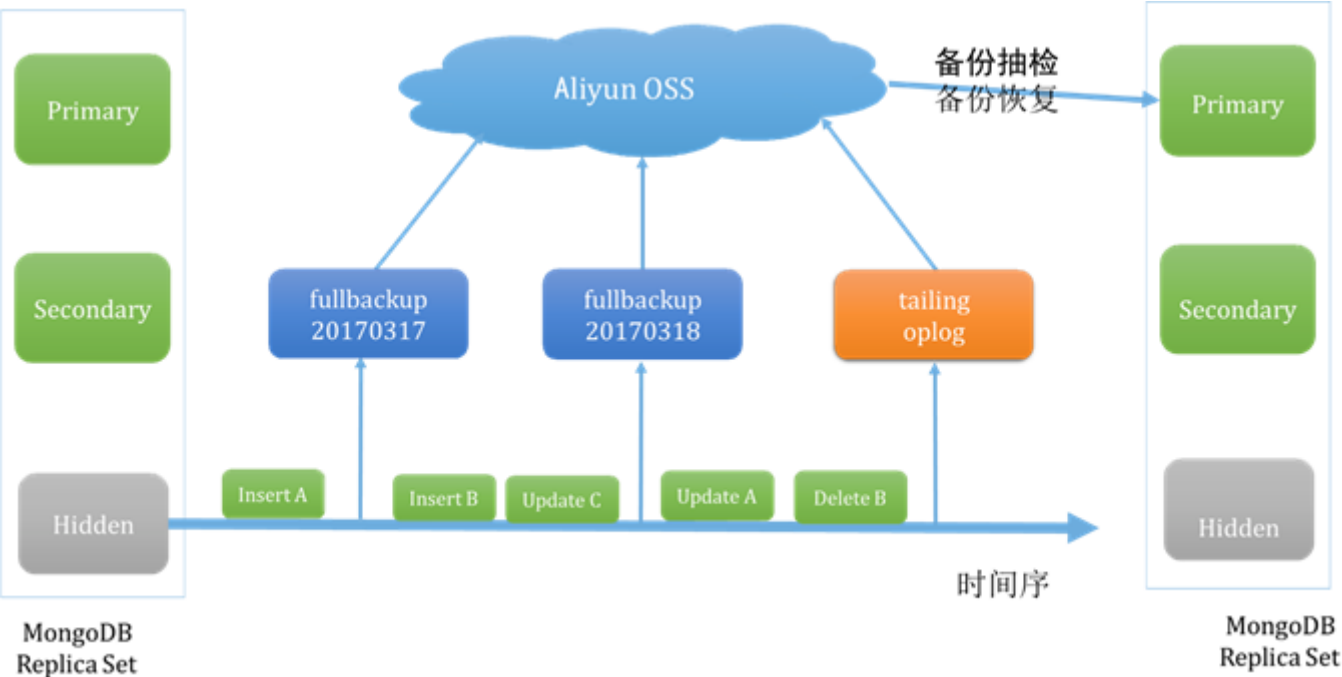 Primary
Secondary
Hidden
MongoDB
Replica Set
Aliyun OSS
备份抽检
备份恢复
fullbackup
20170317
fullbackup
20170318
tailing
oplog
Insert A
Insert B
Update C
Update A
Delete B
时间序
Primary
Secondary
Hidden
MongoDB
Replica Set